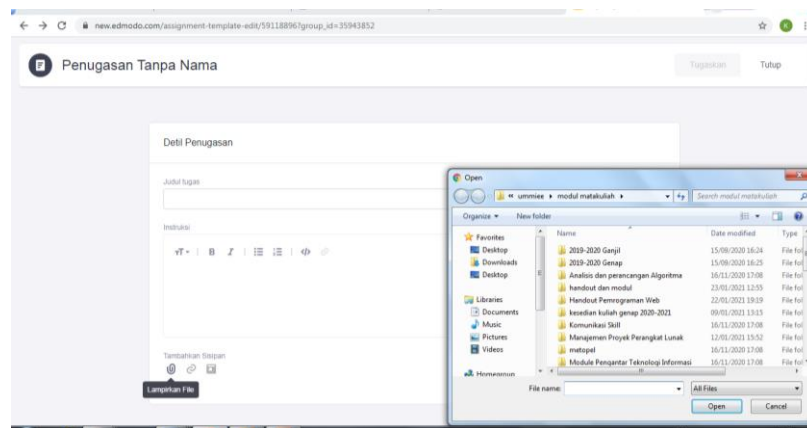 new.edmodo.com/assignment-template-edit/591188967group_id=35943852
K
Penugasan Tanpa Nama
Tugaskan
Tutup
Detil Penugasan
Judul tugas
Instruksi
B I
Tambahkan Sisipan
Lampirkan File
Open
« ummiee ▸ modul matakuliah ▸
Search modul matakuliah
Organize
New folder
Favorites
Desktop
Downloads
Desktop
Libraries
Documents
Music
Pictures
Videos
Homegroup
Name Date modified Type
2019-2020 Ganjil 15/08/2020 16:24 File fol
2019-2020 Genap 15/08/2020 16:25 File fol
Analisis dan perancangan Algoritma 16/11/2020 17:08 File fol
handout dan modul 23/01/2021 12:55 File fol
Handout Pemrograman Web 22/01/2021 19:19 File fol
kesedian kuliah genap 2020-2021 09/01/2021 13:15 File fol
Komunikasi Skill 16/11/2020 17:08 File fol
Manajemen Proyek Perangkat Lunak 12/01/2021 15:52 File fol
metopel 16/11/2020 17:08 File fol
Module Pengantar Teknologi Informasi 16/11/2020 17:08 File fol
File name:
All Files
Open
Cancel